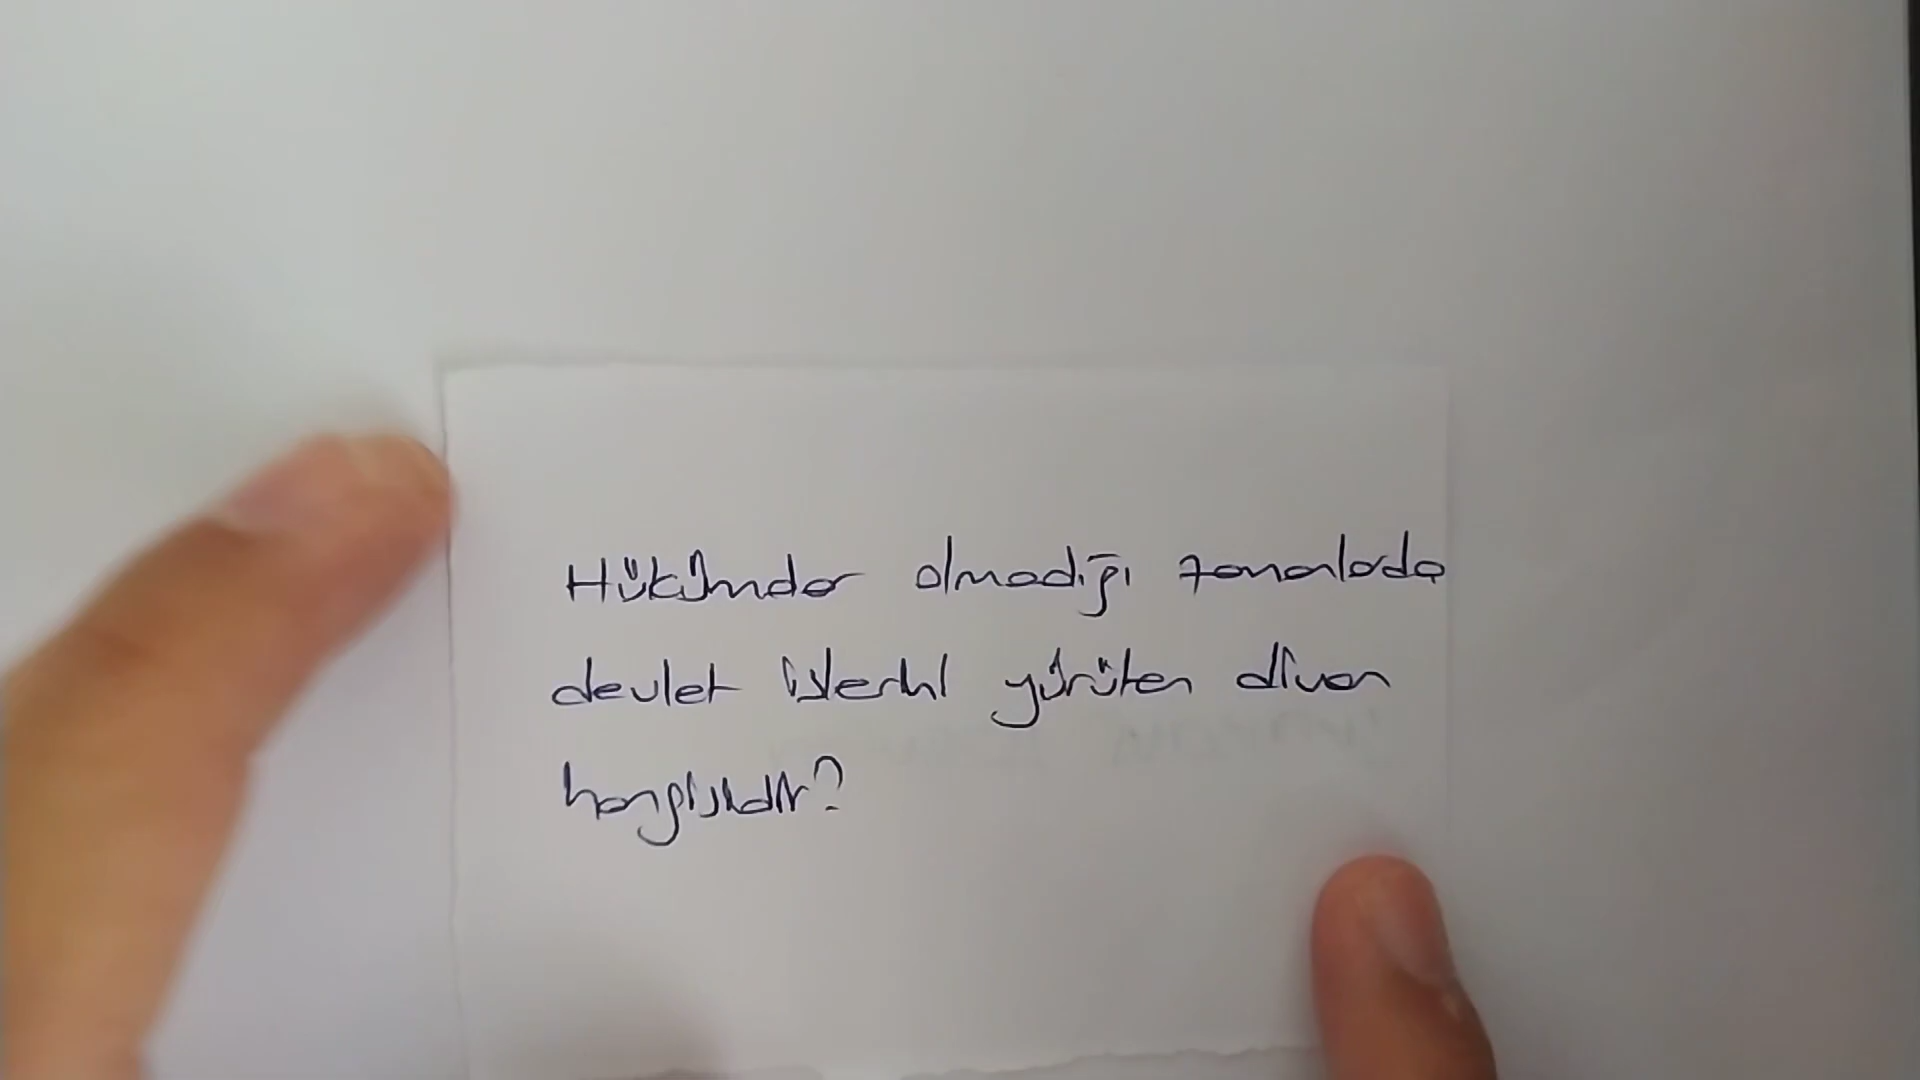 Hükümdar olmadığı zamanlarda
devlet işlerini yürüten divan
hangisidir?